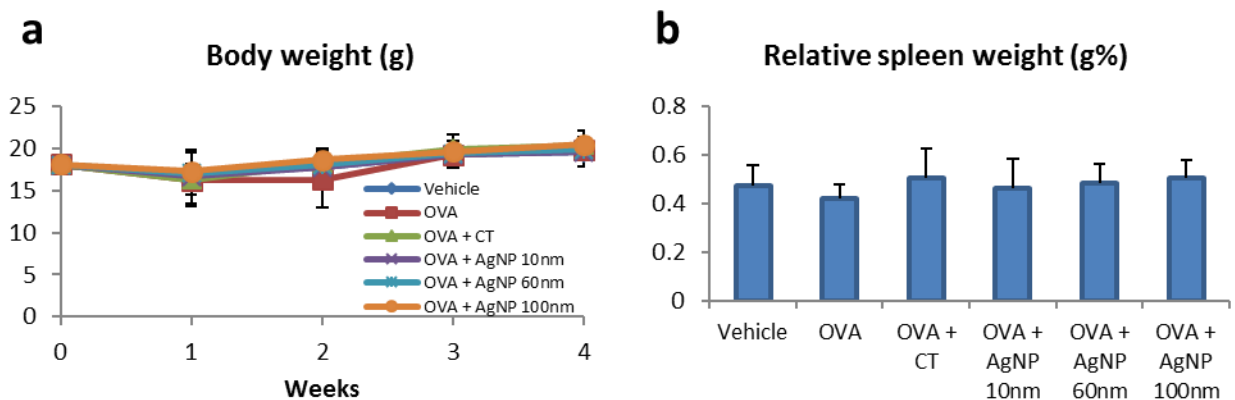 a
Body weight (g)
25
20
15
10
5
0
0 1 2 3 4
Weeks
Vehicle
OVA
OVA + CT
OVA + AgNP 10nm
OVA + AgNP 60nm
OVA + AgNP 100nm
b
Relative spleen weight (g%)
0.8
0.6
0.4
0.2
0
Vehicle
OVA
OVA +
CT
OVA +
AgNP
10nm
OVA +
AgNP
60nm
OVA +
AgNP
100nm